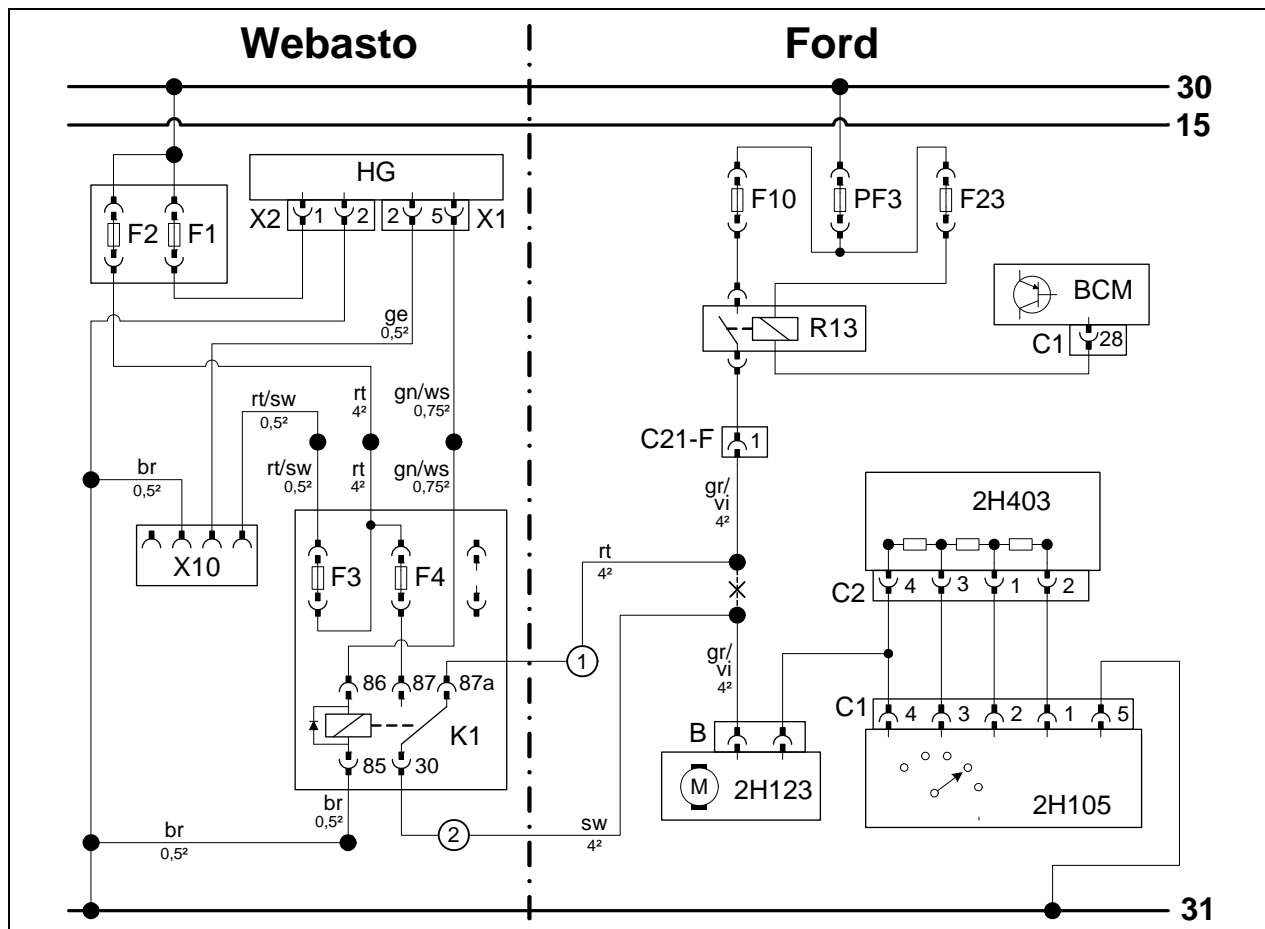 Webasto
Ford
30
15
HG
X2
1
2
2
5
X1
F2
F1
F10
PF3
F23
BCM
C1
28
R13
ge
0,5²
rt/sw
0,5²
rt
4²
gn/ws
0,75²
C21-F
1
br
0,5²
rt/sw
0,5²
rt
4²
gn/ws
0,75²
gr/
vi
4²
2H403
X10
F3
F4
rt
4²
C2
4
3
1
2
1
gr/
vi
4²
86
87
87a
C1
4
3
2
1
5
K1
B
85
30
M
2H123
2H105
br
0,5²
br
0,5²
2
sw
4²
31